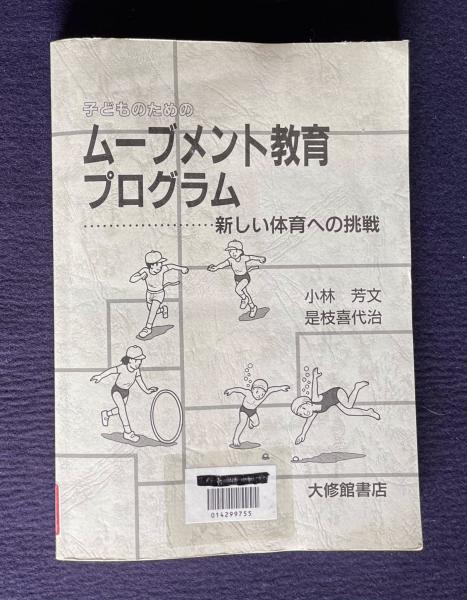 子どものための
ムーブメント教育
プログラム
新しい体育への挑戦
小林 芳文
是枝喜代治
大修館書店
014299755